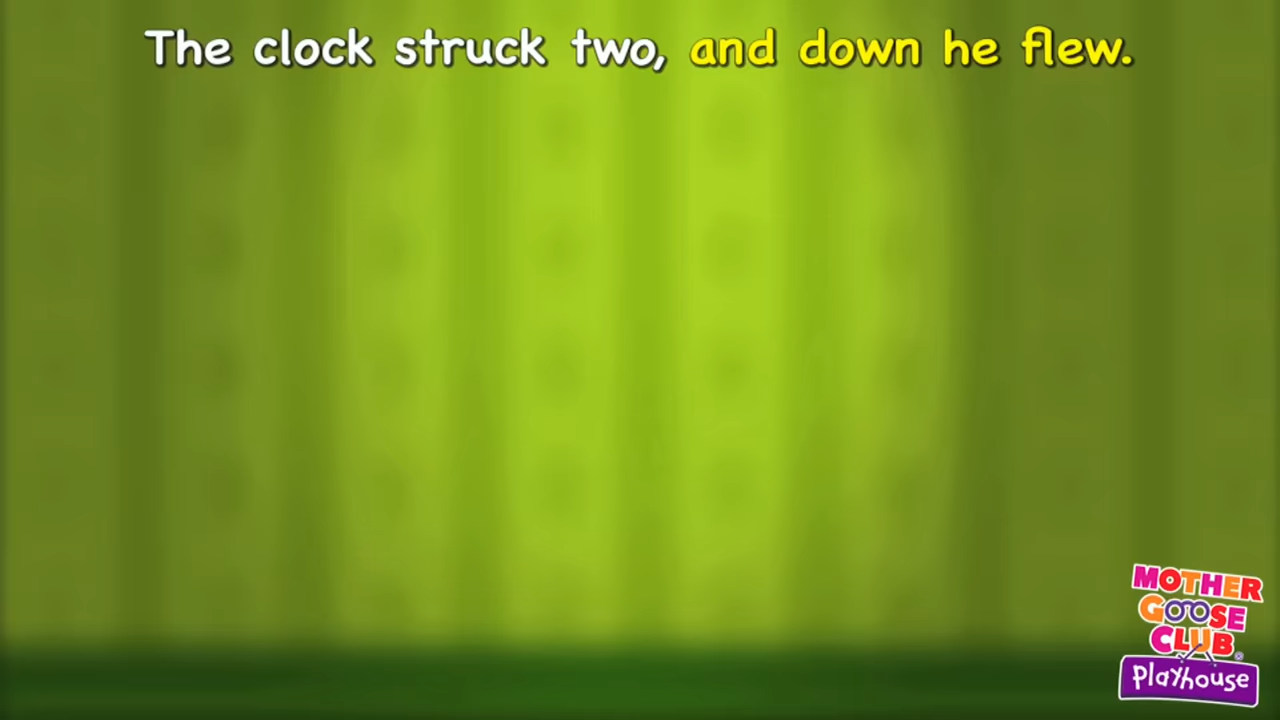 The clock struck two, and down he flew.
MOTHER
GOOSE
CLUB
Playhouse